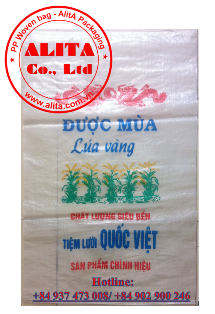 ★ PP Woven bag - AlitA Packaging ★
ALITA
Co., Ltd
www.alita.com.vn
ĐƯỢC MÙA
Lúa vàng
CHẤT LƯỢNG SIÊU BỀN
TIỆM LƯỚI QUỐC VIỆT
SẢN PHẨM CHÍNH HIỆU
Hotline:
+84 937 473 008/ +84 902 900 246